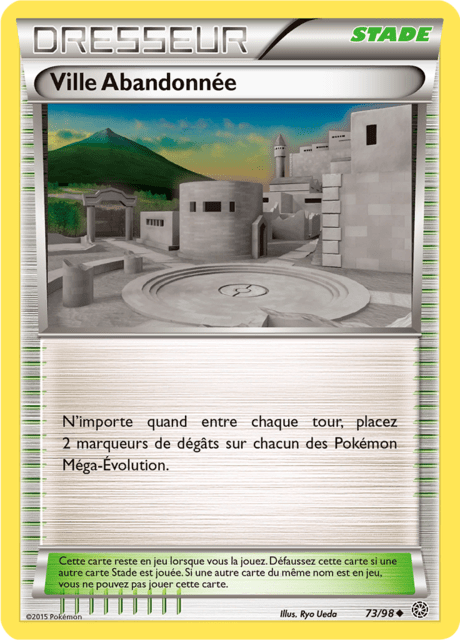 DRESSEUR
STADE
Ville Abandonnée
N'importe quand entre chaque tour, placez
2 marqueurs de dégâts sur chacun des Pokémon
Méga-Évolution.
Cette carte reste en jeu lorsque vous la jouez. Défaussez cette carte si une
autre carte Stade est jouée. Si une autre carte du même nom est en jeu,
vous ne pouvez pas jouer cette carte.
©2015 Pokémon
Illus. Ryo Ueda
73/98